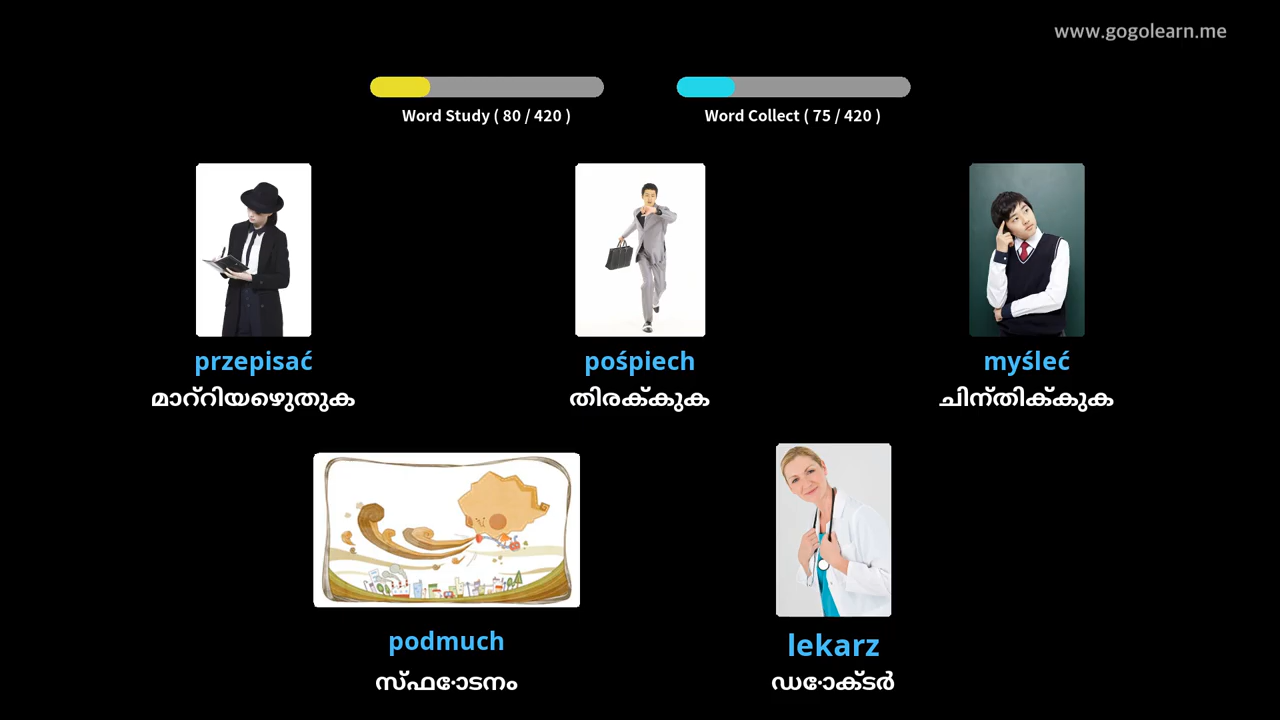 www.gogolearn.me
Word Study ( 80 / 420 )
Word Collect ( 75 / 420 )
przepisać
മാറ്റിയെഴുതുക
pośpiech
തിരക്കുക
myśleć
ചിന്തിക്കുക
podmuch
സ്ഫോടനം
lekarz
ഡോക്ടർ